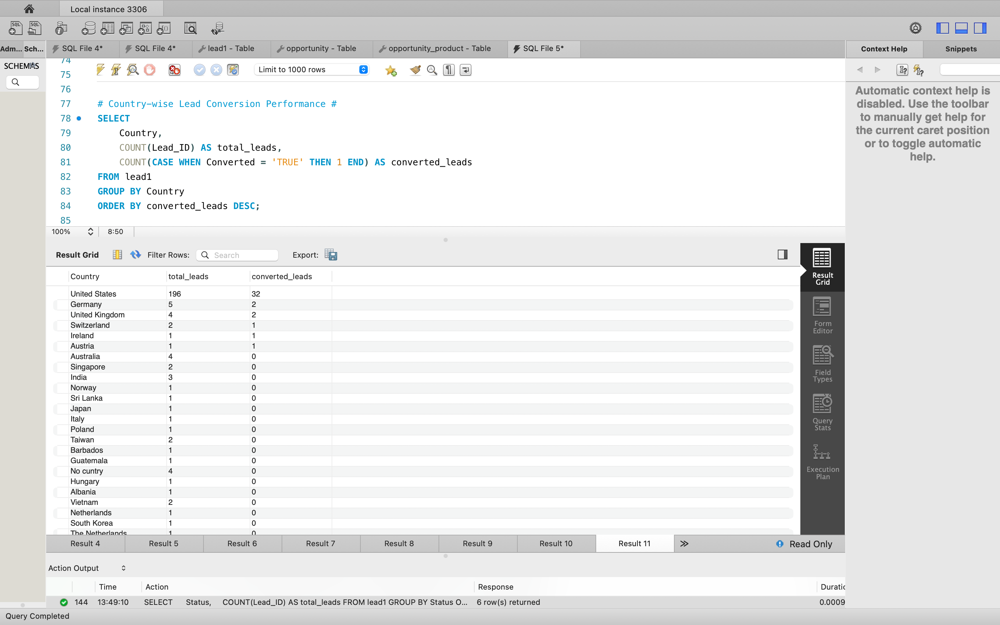 Local instance 3306
Adm... Sch... SQL File 4* SQL File 4* lead1 - Table opportunity - Table opportunity_product - Table SQL File 5* Context Help Snippets
SCHEMAS
Limit to 1000 rows
74
75
76
77 # Country-wise Lead Conversion Performance #
78 SELECT
79 Country,
80 COUNT(Lead_ID) AS total_leads,
81 COUNT(CASE WHEN Converted = 'TRUE' THEN 1 END) AS converted_leads
82 FROM lead1
83 GROUP BY Country
84 ORDER BY converted_leads DESC;
85
Automatic context help is
disabled. Use the toolbar
to manually get help for
the current caret position
or to toggle automatic
help.
100% 8:50
Result Grid Filter Rows: Search Export:
Country total_leads converted_leads
United States 196 32
Germany 5 2
United Kingdom 4 2
Switzerland 2 1
Ireland 1 1
Austria 1 1
Australia 4 0
Singapore 2 0
India 3 0
Norway 1 0
Sri Lanka 1 0
Japan 1 0
Italy 1 0
Poland 1 0
Taiwan 2 0
Barbados 1 0
Guatemala 1 0
No cuntry 4 0
Hungary 1 0
Albania 1 0
Vietnam 2 0
Netherlands 1 0
South Korea 1 0
The Netherlands 1 0
Result
Grid
Form
Editor
Field
Types
Query
Stats
Execution
Plan
Result 4 Result 5 Result 6 Result 7 Result 8 Result 9 Result 10 Result 11 Read Only
Action Output
Time Action Response Duratic
144 13:49:10 SELECT Status, COUNT(Lead_ID) AS total_leads FROM lead1 GROUP BY Status O... 6 row(s) returned 0.0009
Query Completed